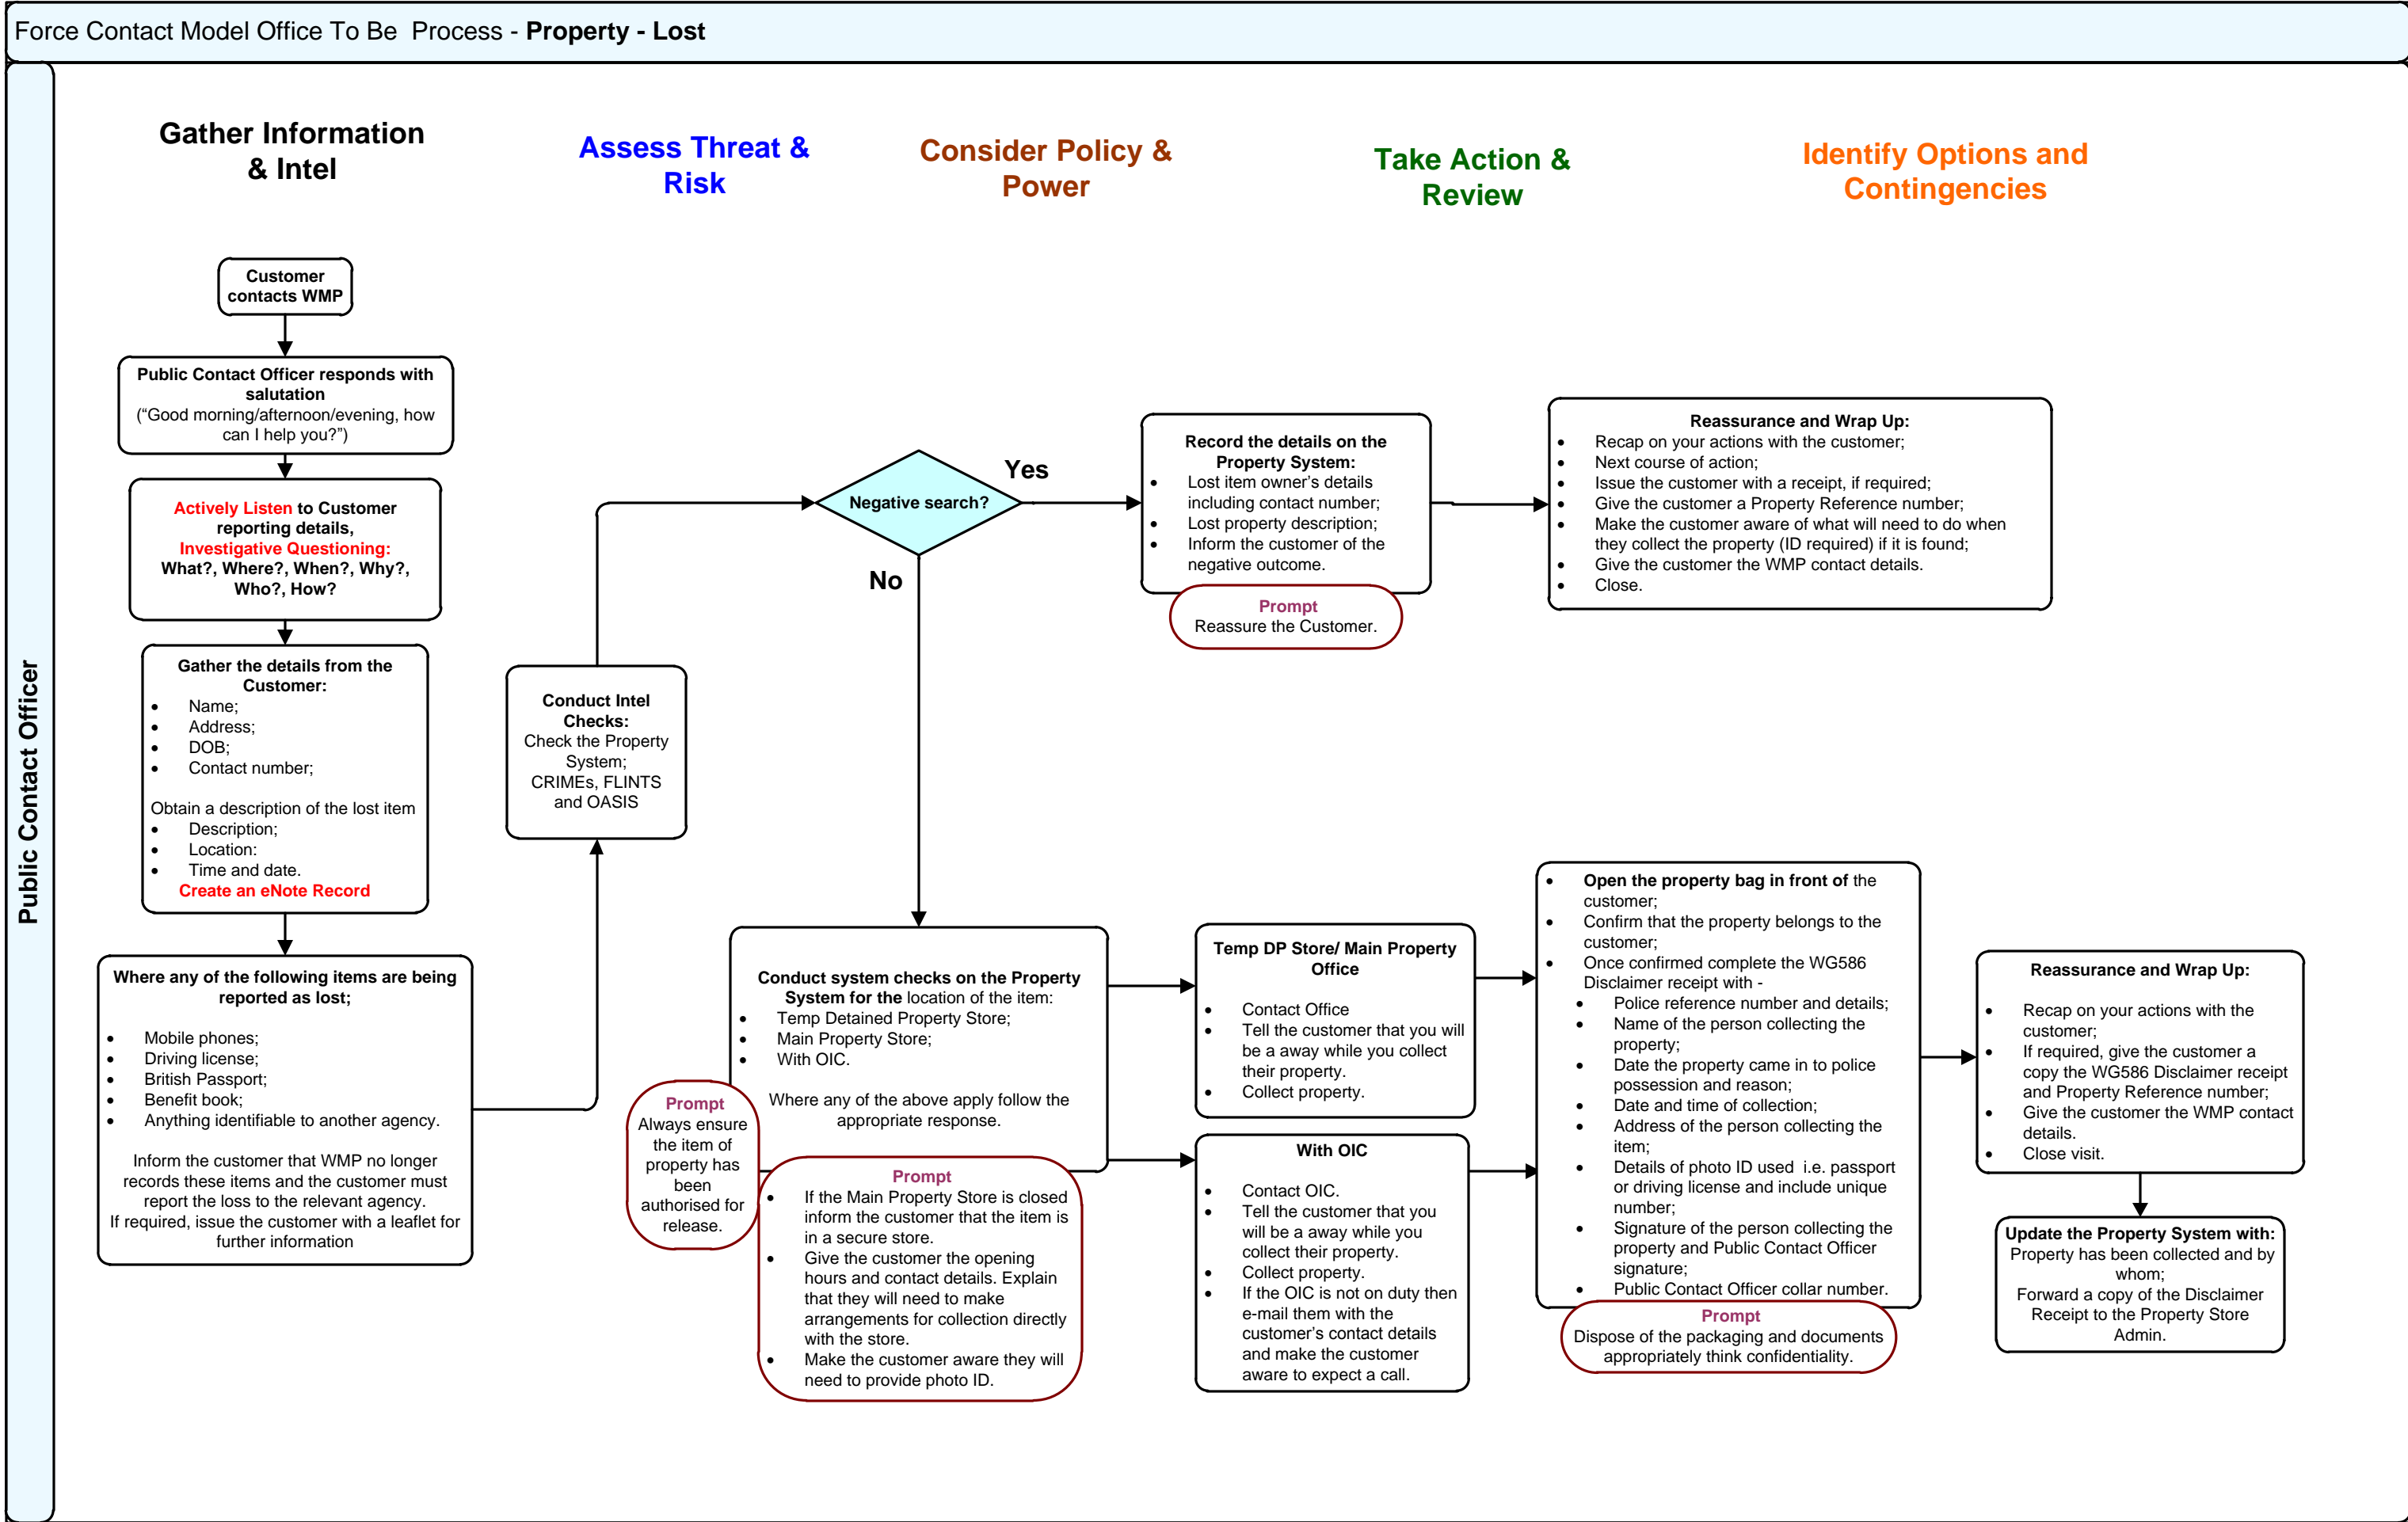 Force Contact Model Office To Be  Process - Property - Lost
Public Contact Officer
Gather Information
& Intel
Assess Threat &
Risk
Consider Policy &
Power
Take Action &
Review
Identify Options and
Contingencies
Customer
contacts WMP
Public Contact Officer responds with
salutation
(“Good morning/afternoon/evening, how
can I help you?”)
Actively Listen to Customer
reporting details,
Investigative Questioning:
What?, Where?, When?, Why?,
Who?, How?
Gather the details from the
Customer:
• Name;
• Address;
• DOB;
• Contact number;
Obtain a description of the lost item
• Description;
• Location:
• Time and date.
Create an eNote Record
Where any of the following items are being
reported as lost;
• Mobile phones;
• Driving license;
• British Passport;
• Benefit book;
• Anything identifiable to another agency.
Inform the customer that WMP no longer
records these items and the customer must
report the loss to the relevant agency.
If required, issue the customer with a leaflet for
further information
Conduct Intel
Checks:
Check the Property
System;
CRIMEs, FLINTS
and OASIS
Negative search?
Yes
No
Record the details on the
Property System:
• Lost item owner’s details
including contact number;
• Lost property description;
• Inform the customer of the
negative outcome.
Prompt
Reassure the Customer.
Reassurance and Wrap Up:
• Recap on your actions with the customer;
• Next course of action;
• Issue the customer with a receipt, if required;
• Give the customer a Property Reference number;
• Make the customer aware of what will need to do when
they collect the property (ID required) if it is found;
• Give the customer the WMP contact details.
• Close.
Conduct system checks on the Property
System for the location of the item:
• Temp Detained Property Store;
• Main Property Store;
• With OIC.
Where any of the above apply follow the
appropriate response.
Prompt
Always ensure
the item of
property has
been
authorised for
release.
Prompt
• If the Main Property Store is closed
inform the customer that the item is
in a secure store.
• Give the customer the opening
hours and contact details. Explain
that they will need to make
arrangements for collection directly
with the store.
• Make the customer aware they will
need to provide photo ID.
Temp DP Store/ Main Property
Office
• Contact Office
• Tell the customer that you will
be a away while you collect
their property.
• Collect property.
With OIC
• Contact OIC.
• Tell the customer that you
will be a away while you
collect their property.
• Collect property.
• If the OIC is not on duty then
e-mail them with the
customer’s contact details
and make the customer
aware to expect a call.
• Open the property bag in front of the
customer;
• Confirm that the property belongs to the
customer;
• Once confirmed complete the WG586
Disclaimer receipt with -
• Police reference number and details;
• Name of the person collecting the
property;
• Date the property came in to police
possession and reason;
• Date and time of collection;
• Address of the person collecting the
item;
• Details of photo ID used  i.e. passport
or driving license and include unique
number;
• Signature of the person collecting the
property and Public Contact Officer
signature;
• Public Contact Officer collar number.
Prompt
Dispose of the packaging and documents
appropriately think confidentiality.
Reassurance and Wrap Up:
• Recap on your actions with the
customer;
• If required, give the customer a
copy the WG586 Disclaimer receipt
and Property Reference number;
• Give the customer the WMP contact
details.
• Close visit.
Update the Property System with:
Property has been collected and by
whom;
Forward a copy of the Disclaimer
Receipt to the Property Store
Admin.